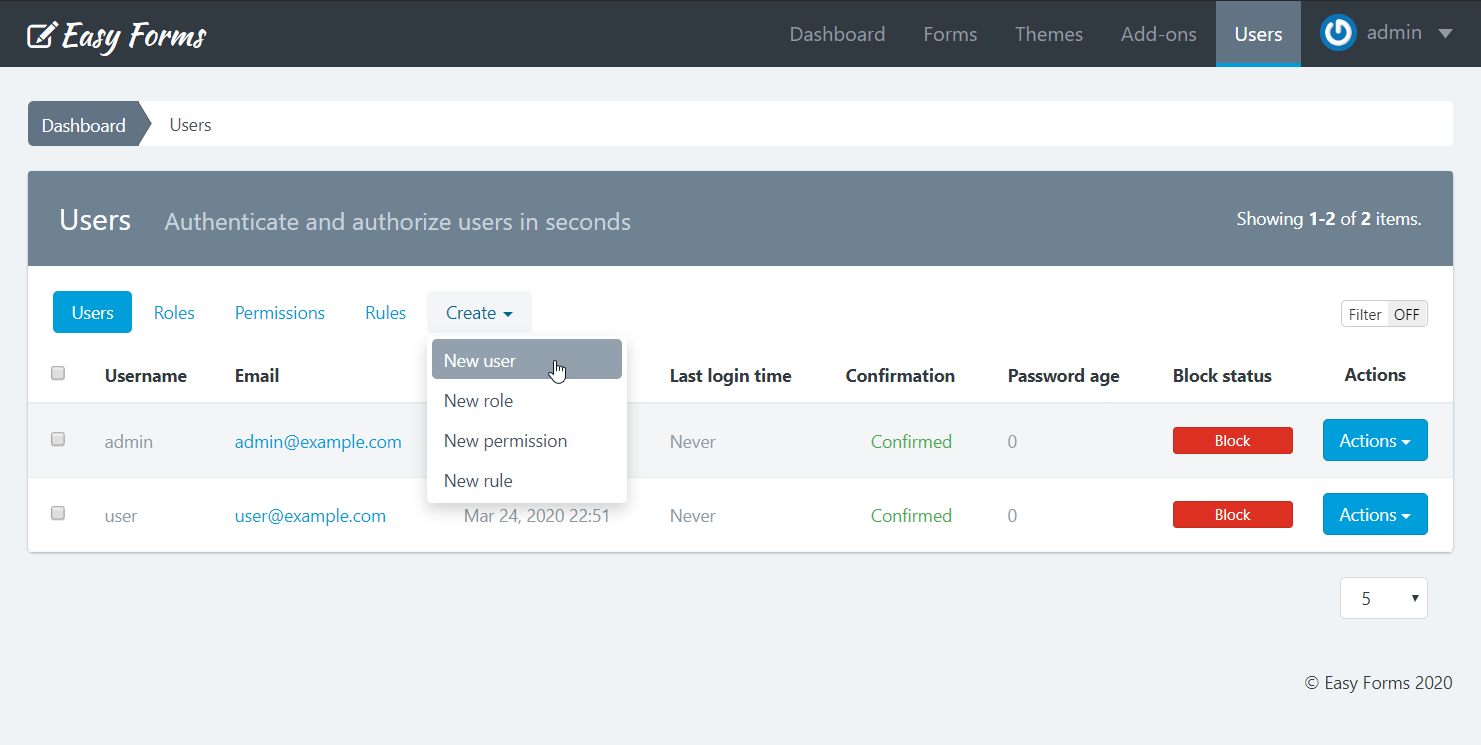 Easy Forms
Dashboard Forms Themes Add-ons Users admin
Dashboard Users
Users Authenticate and authorize users in seconds Showing 1-2 of 2 items.
Users Roles Permissions Rules Create
Filter OFF
New user
New role
New permission
New rule
Username Email Last login time Confirmation Password age Block status Actions
admin admin@example.com Never Confirmed 0 Block Actions
user user@example.com Mar 24, 2020 22:51 Never Confirmed 0 Block Actions
5
© Easy Forms 2020